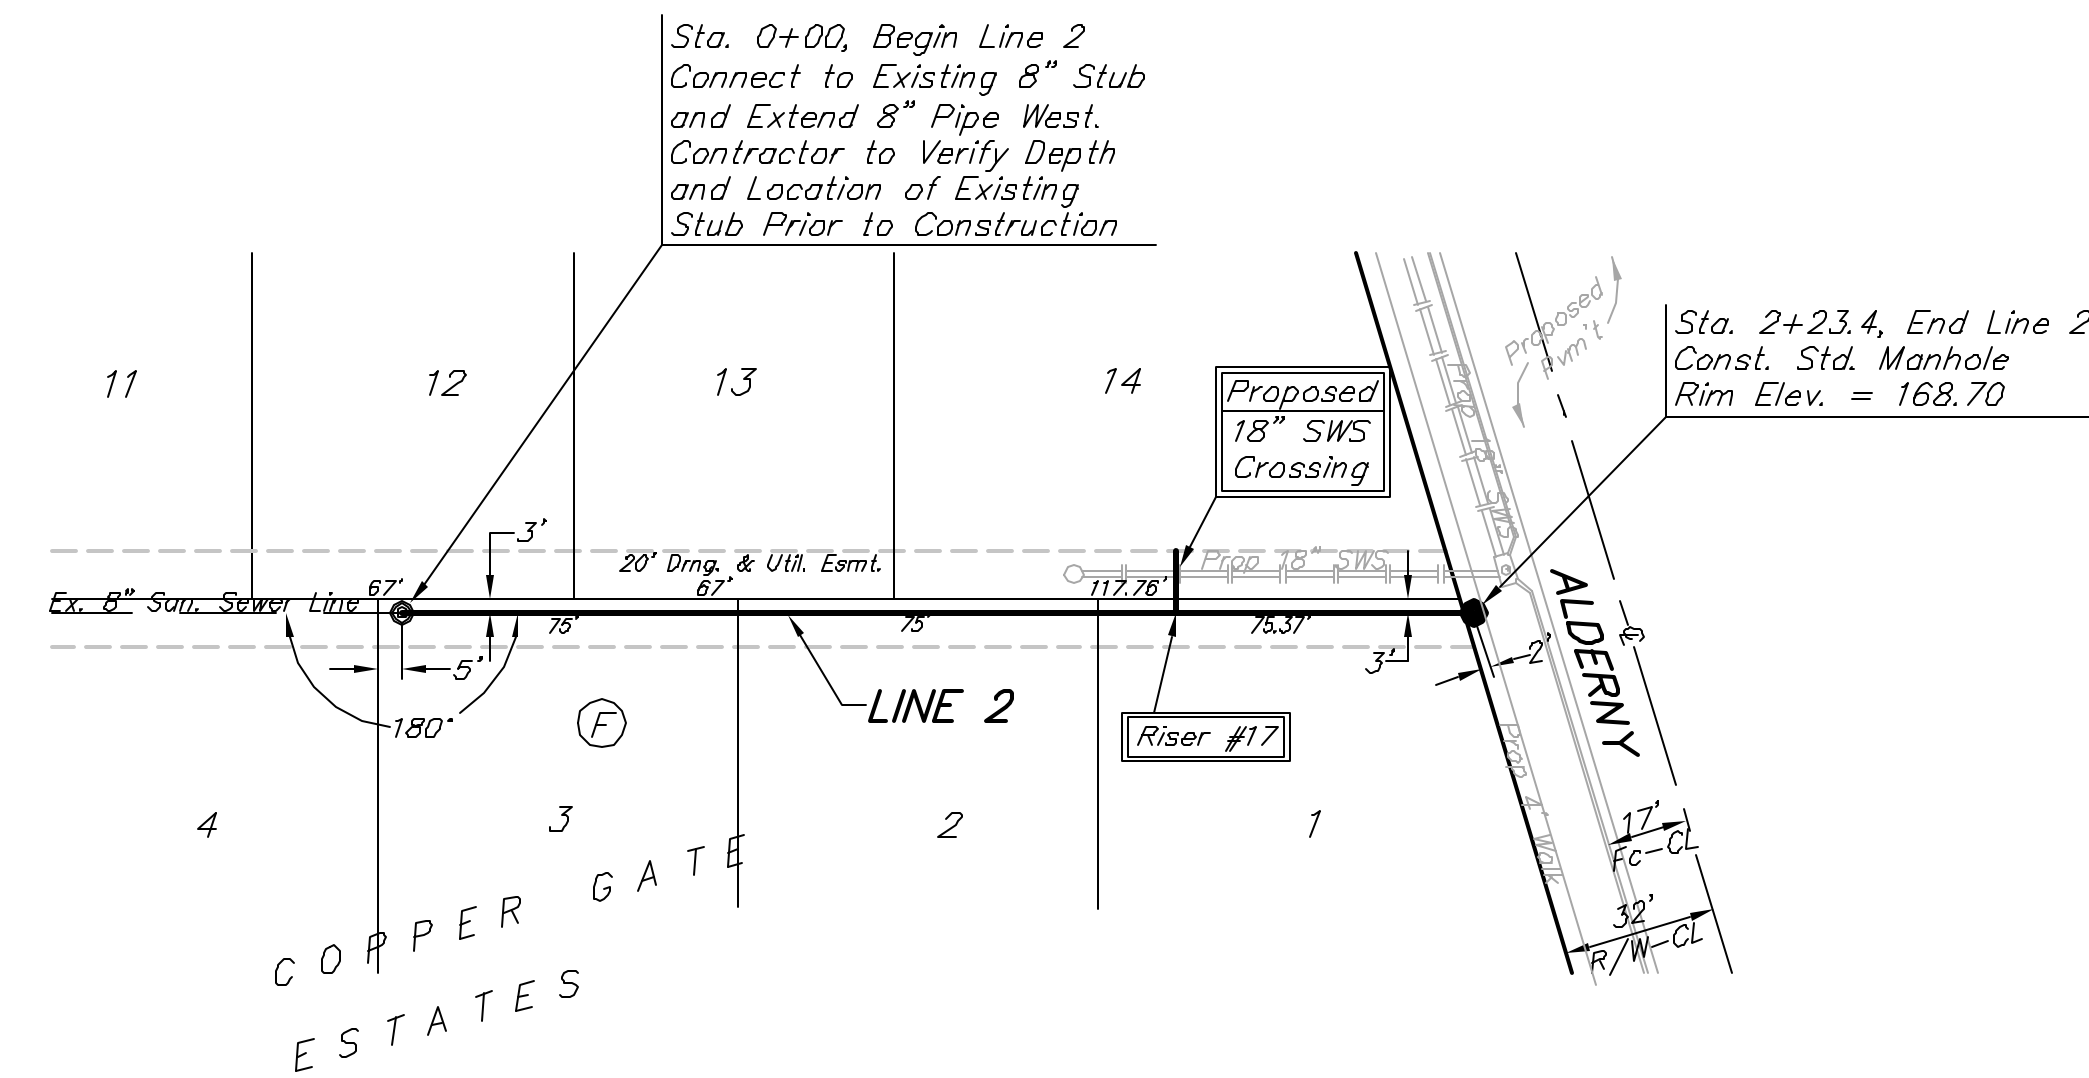 Sta. 0+00, Begin Line 2
Connect to Existing 8" Stub
and Extend 8" Pipe West.
Contractor to Verify Depth
and Location of Existing
Stub Prior to Construction
Proposed
Pvm't
Sta. 2+23.4, End Line 2
Const. Std. Manhole
Rim Elev. = 168.70
11
12
13
14
Proposed
18" SWS
Crossing
Prop 18" SWS
3'
20' Drng. & Util. Esmt.
Prop 18" SWS
67'
67'
117.76'
Ex. 8" San. Sewer Line
75'
75'
75.37'
ALDERNY
5'
3'
2'
180°
F
LINE 2
Riser #17
4
3
2
1
Prop 4' Walk
17'
Fc-CL
32'
R/W-CL
COPPER GATE
ESTATES